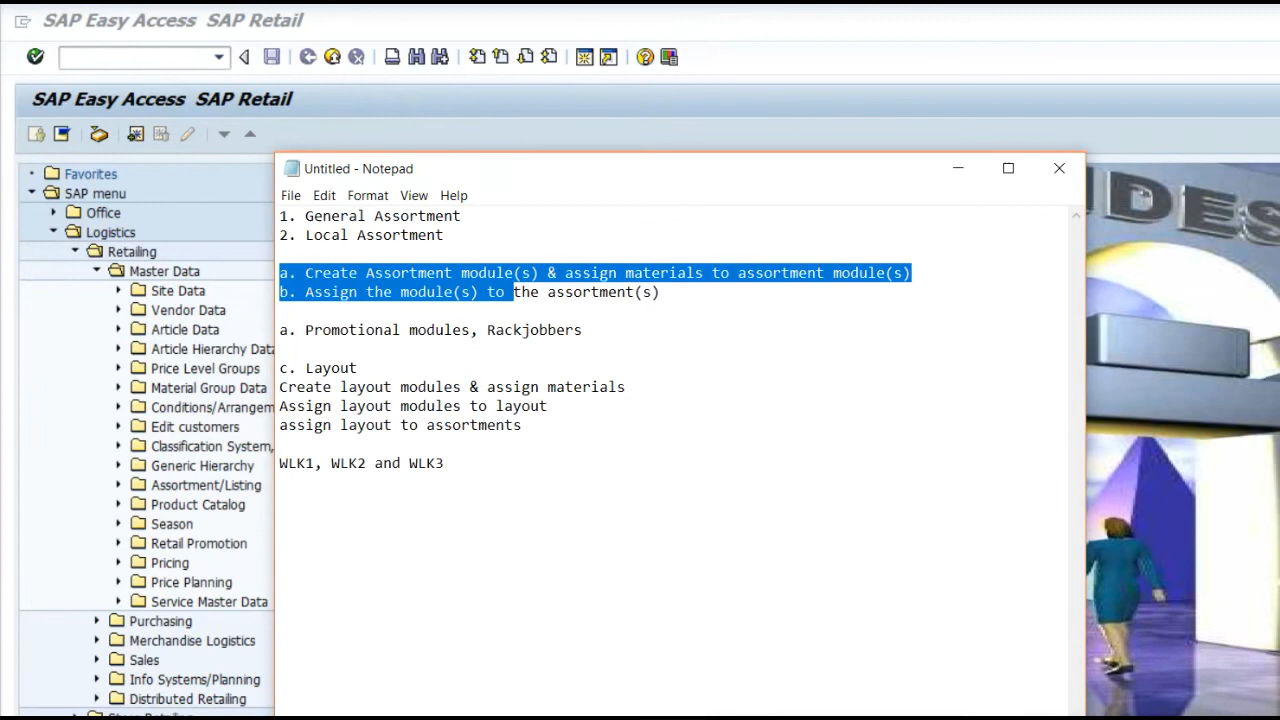 SAP Easy Access SAP Retail
SAP Easy Access SAP Retail
Favorites
SAP menu
Office
Logistics
Retailing
Master Data
Site Data
Vendor Data
Article Data
Article Hierarchy Data
Price Level Groups
Material Group Data
Conditions/Arrangem
Edit customers
Classification System,
Generic Hierarchy
Assortment/Listing
Product Catalog
Season
Retail Promotion
Pricing
Price Planning
Service Master Data
Purchasing
Merchandise Logistics
Sales
Info Systems/Planning
Distributed Retailing
Untitled - Notepad
File Edit Format View Help
1. General Assortment
2. Local Assortment
a. Create Assortment module(s) & assign materials to assortment module(s)
b. Assign the module(s) to the assortment(s)
a. Promotional modules, Rackjobbers
c. Layout
Create layout modules & assign materials
Assign layout modules to layout
assign layout to assortments
WLK1, WLK2 and WLK3
DES